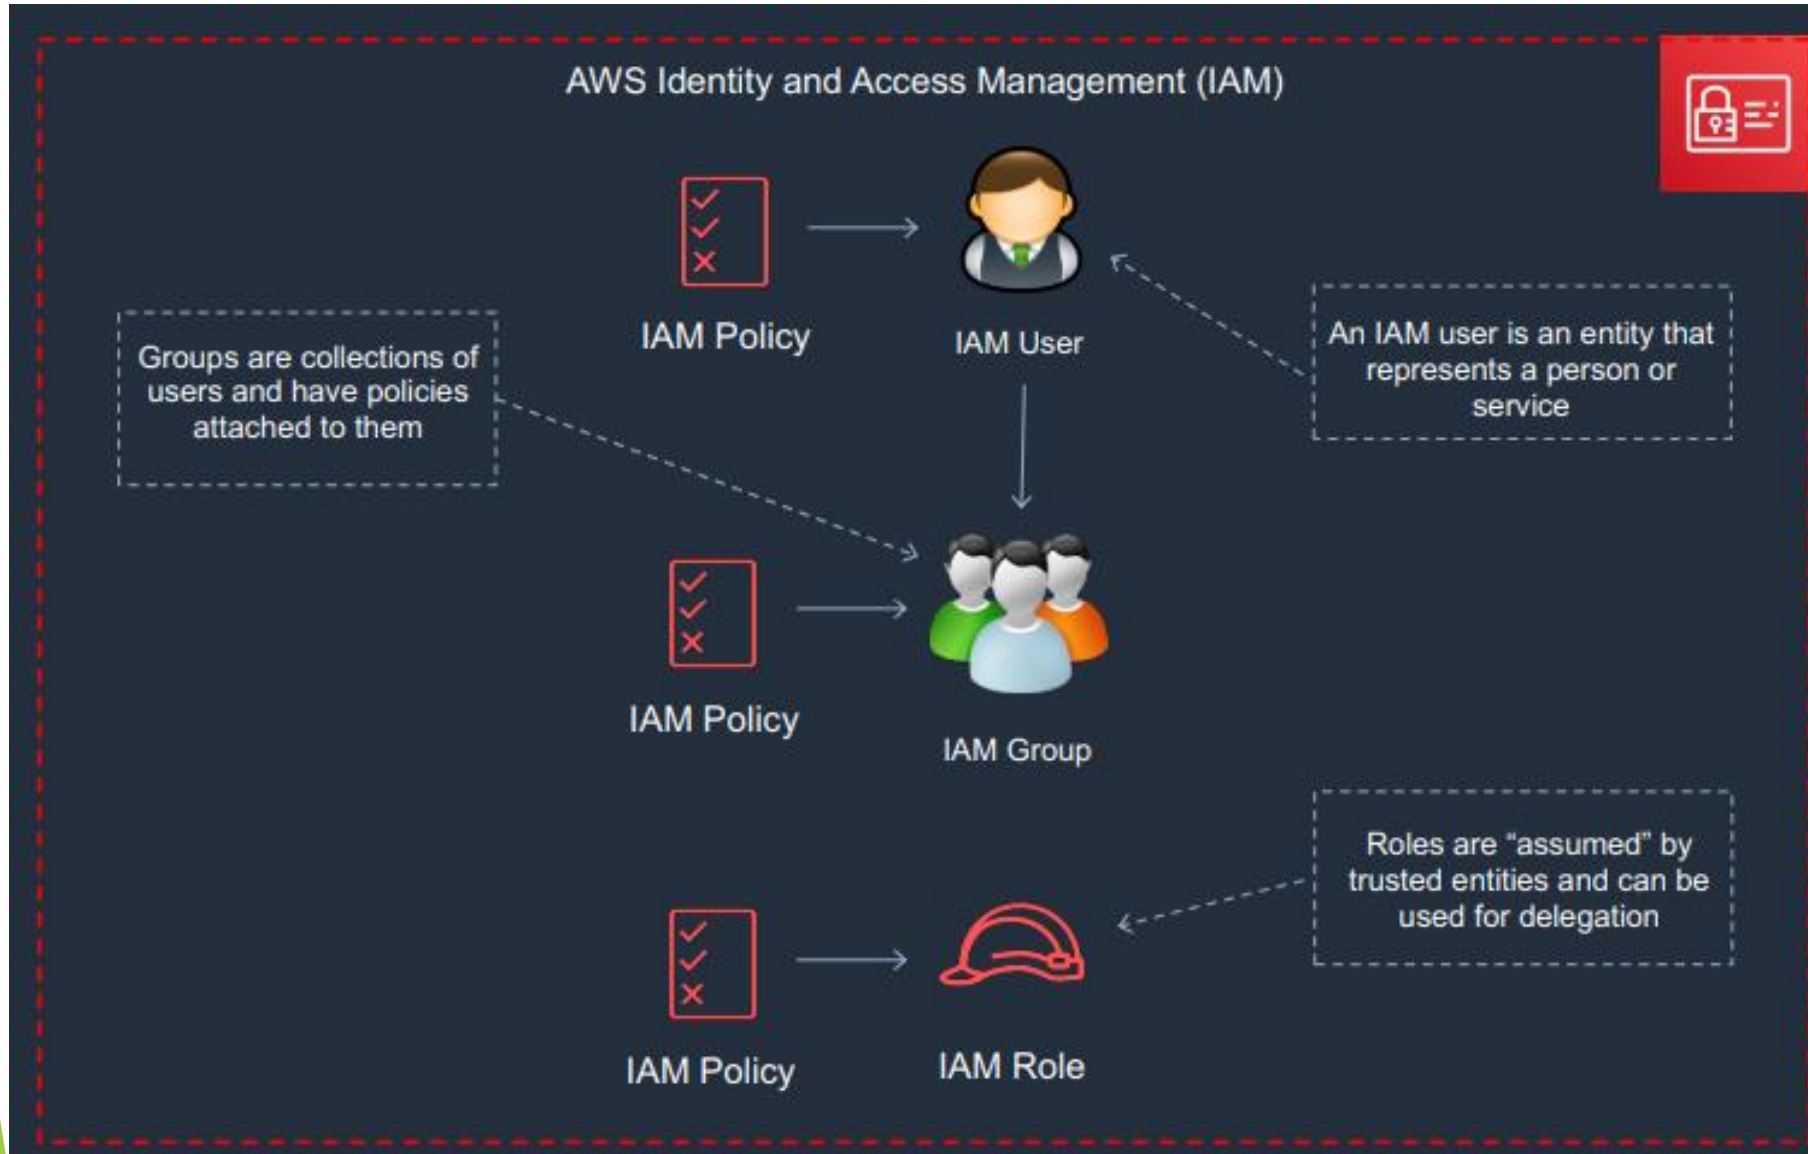 AWS Identity and Access Management (IAM)
IAM Policy
IAM User
Groups are collections of
users and have policies
attached to them
An IAM user is an entity that
represents a person or
service
IAM Policy
IAM Group
Roles are “assumed” by
trusted entities and can be
used for delegation
IAM Policy
IAM Role